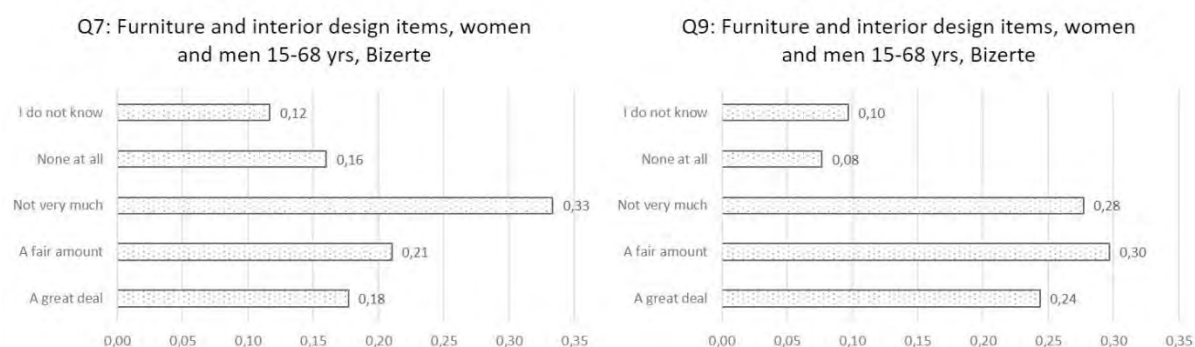 Q7: Furniture and interior design items, women
and men 15-68 yrs, Bizerte
I do not know
0,12
None at all
0,16
Not very much
0,33
A fair amount
0,21
A great deal
0,18
0,00 0,05 0,10 0,15 0,20 0,25 0,30 0,35
Q9: Furniture and interior design items, women
and men 15-68 yrs, Bizerte
I do not know
0,10
None at all
0,08
Not very much
0,28
A fair amount
0,30
A great deal
0,24
0,00 0,05 0,10 0,15 0,20 0,25 0,30 0,35